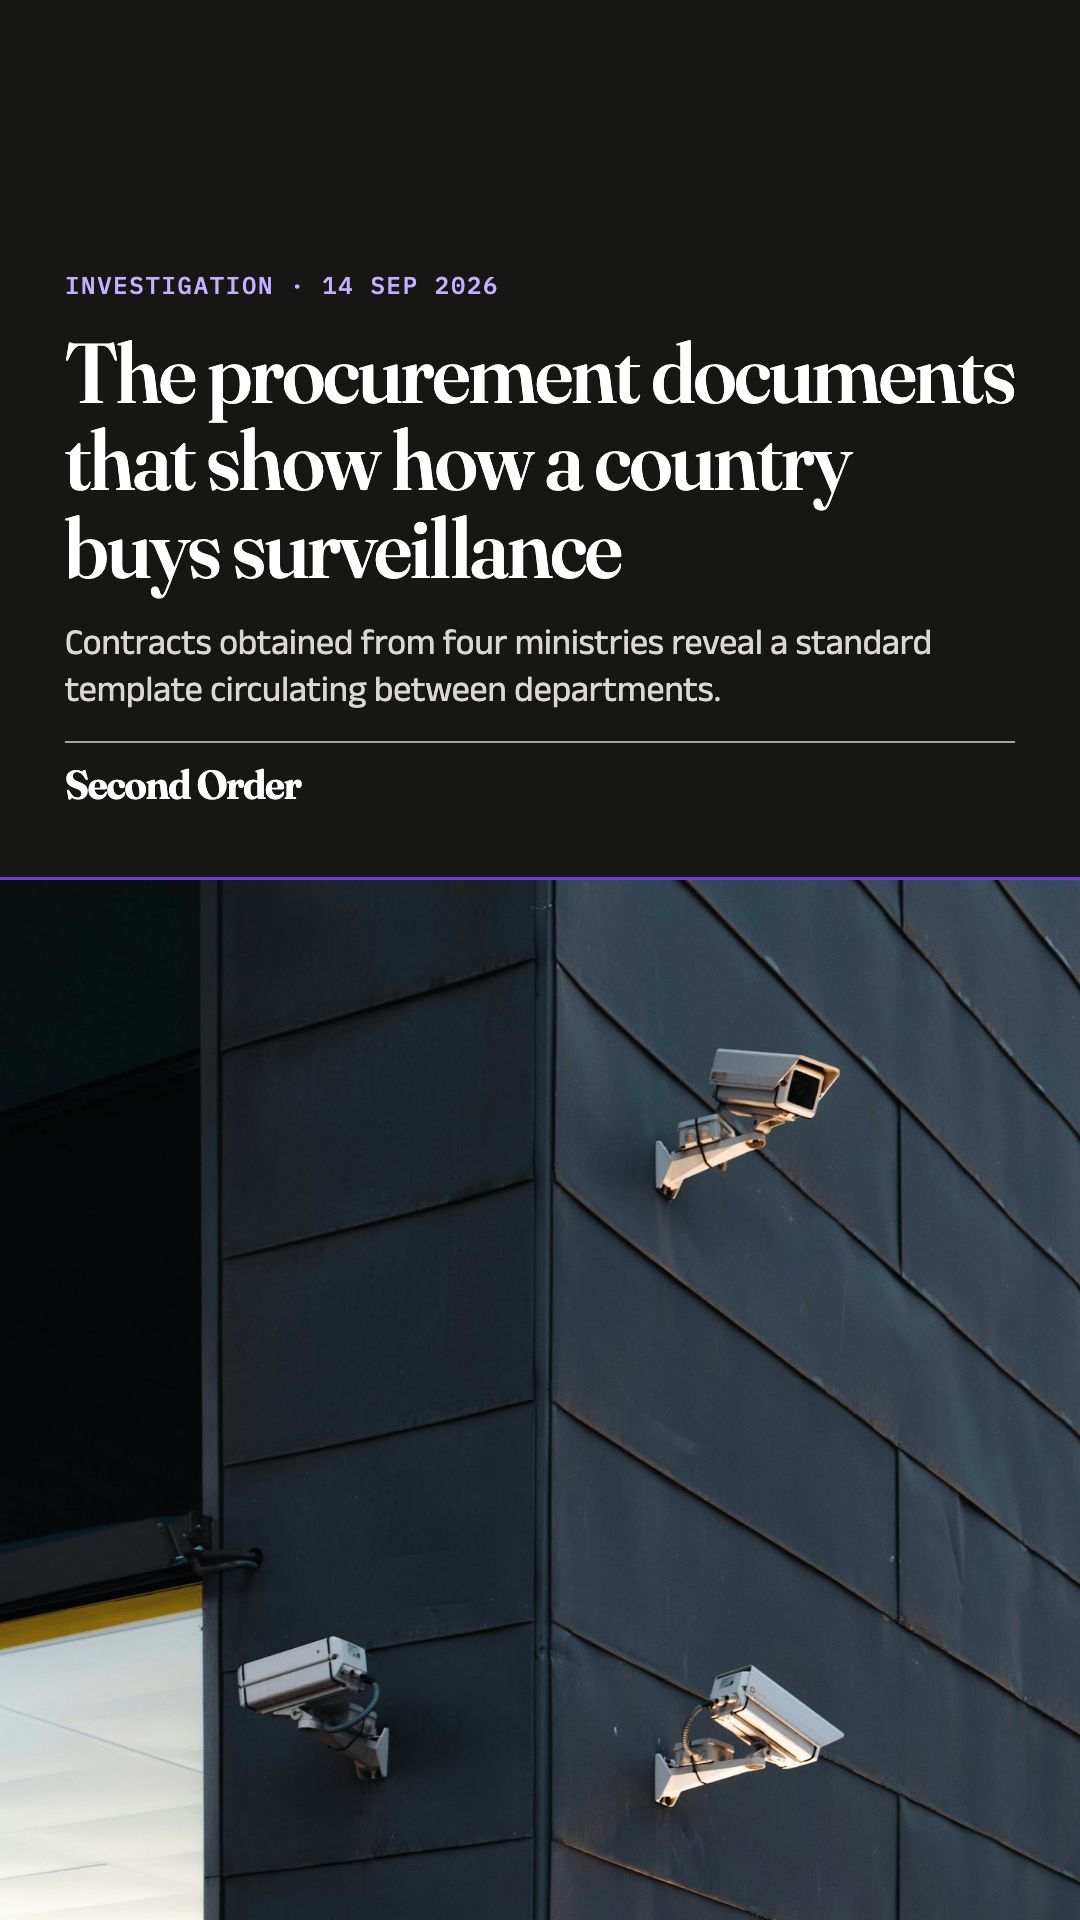 INVESTIGATION · 14 SEP 2026
The procurement documents
that show how a country
buys surveillance
Contracts obtained from four ministries reveal a standard
template circulating between departments.
Second Order